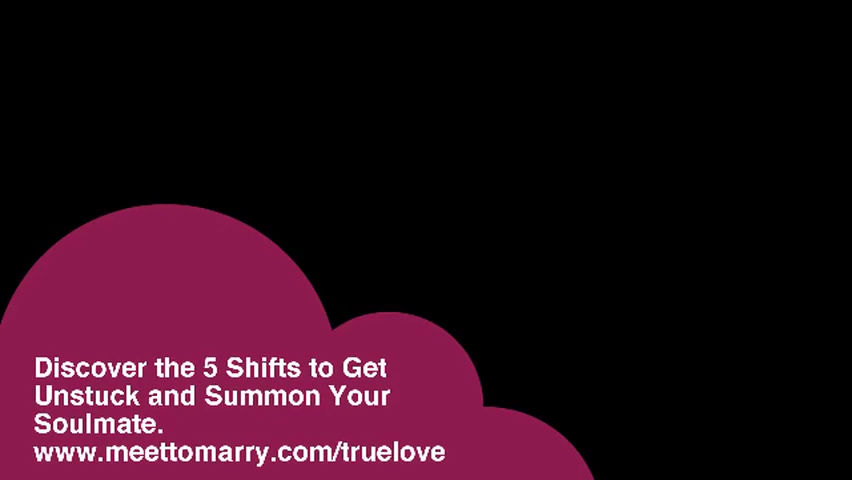 Discover the 5 Shifts to Get
Unstuck and Summon Your
Soulmate.
www.meettomarry.com/truelove